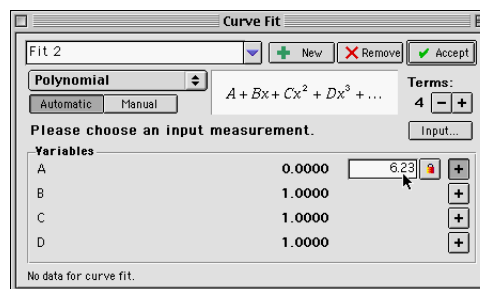 Curve Fit
Fit 2 New Remove Accept
Polynomial
A + Bx + Cx² + Dx³ + ...
Terms:
Automatic Manual
4 - +
Please choose an input measurement. Input...
Variables
A 0.0000 6.23 +
B 1.0000 +
C 1.0000 +
D 1.0000 +
No data for curve fit.